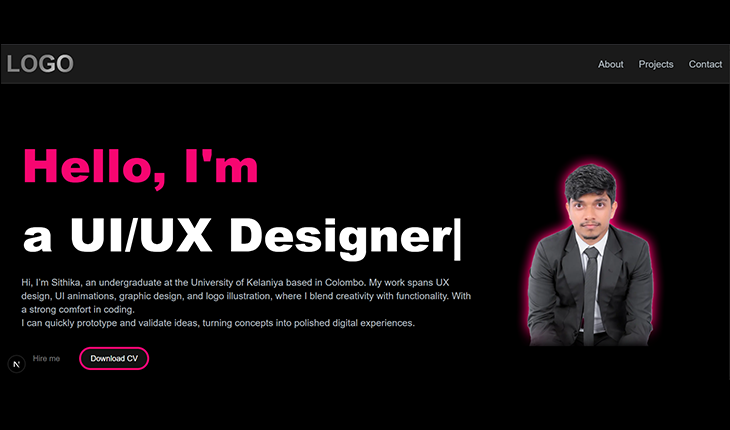 LOGO
About Projects Contact
Hello, I'm
a UI/UX Designer|
Hi, I'm Sithika, an undergraduate at the University of Kelaniya based in Colombo. My work spans UX
design, UI animations, graphic design, and logo illustration, where I blend creativity with functionality. With
a strong comfort in coding.
I can quickly prototype and validate ideas, turning concepts into polished digital experiences.
N Hire me Download CV